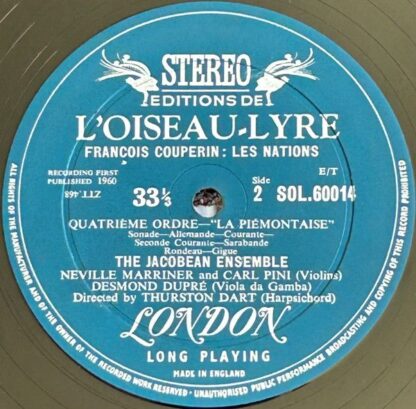 STEREO
EDITIONS DE
L'OISEAU-LYRE
FRANÇOIS COUPERIN: LES NATIONS
RECORDING FIRST
PUBLISHED 1960
E/T
ZTT.468
33⅓
Side
2
SOL.60014
QUATRIÈME ORDRE—"LA PIÉMONTAISE"
Sonade—Allemande—Courante—
Seconde Courante—Sarabande
Rondeau—Gigue
THE JACOBEAN ENSEMBLE
NEVILLE MARRINER and CARL PINI (Violins)
DESMOND DUPRÉ (Viola da Gamba)
Directed by THURSTON DART (Harpsichord)
LONDON
LONG PLAYING
MADE IN ENGLAND
ALL RIGHTS OF THE MANUFACTURER AND OF THE OWNER OF THE RECORDED WORK RESERVED · UNAUTHORISED PUBLIC PERFORMANCE BROADCASTING AND COPYING OF THIS RECORD PROHIBITED